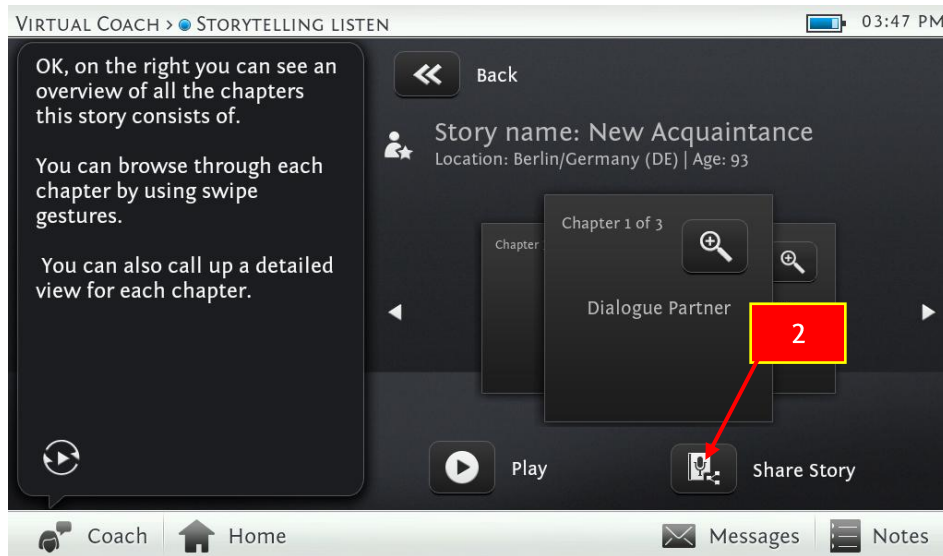 VIRTUAL COACH > STORYTELLING LISTEN
03:47 PM
OK, on the right you can see an
overview of all the chapters
this story consists of.
You can browse through each
chapter by using swipe
gestures.
You can also call up a detailed
view for each chapter.
Back
Story name: New Acquaintance
Location: Berlin/Germany (DE) | Age: 93
Chapter
Chapter 1 of 3
Dialogue Partner
2
Play
Share Story
Coach
Home
Messages
Notes